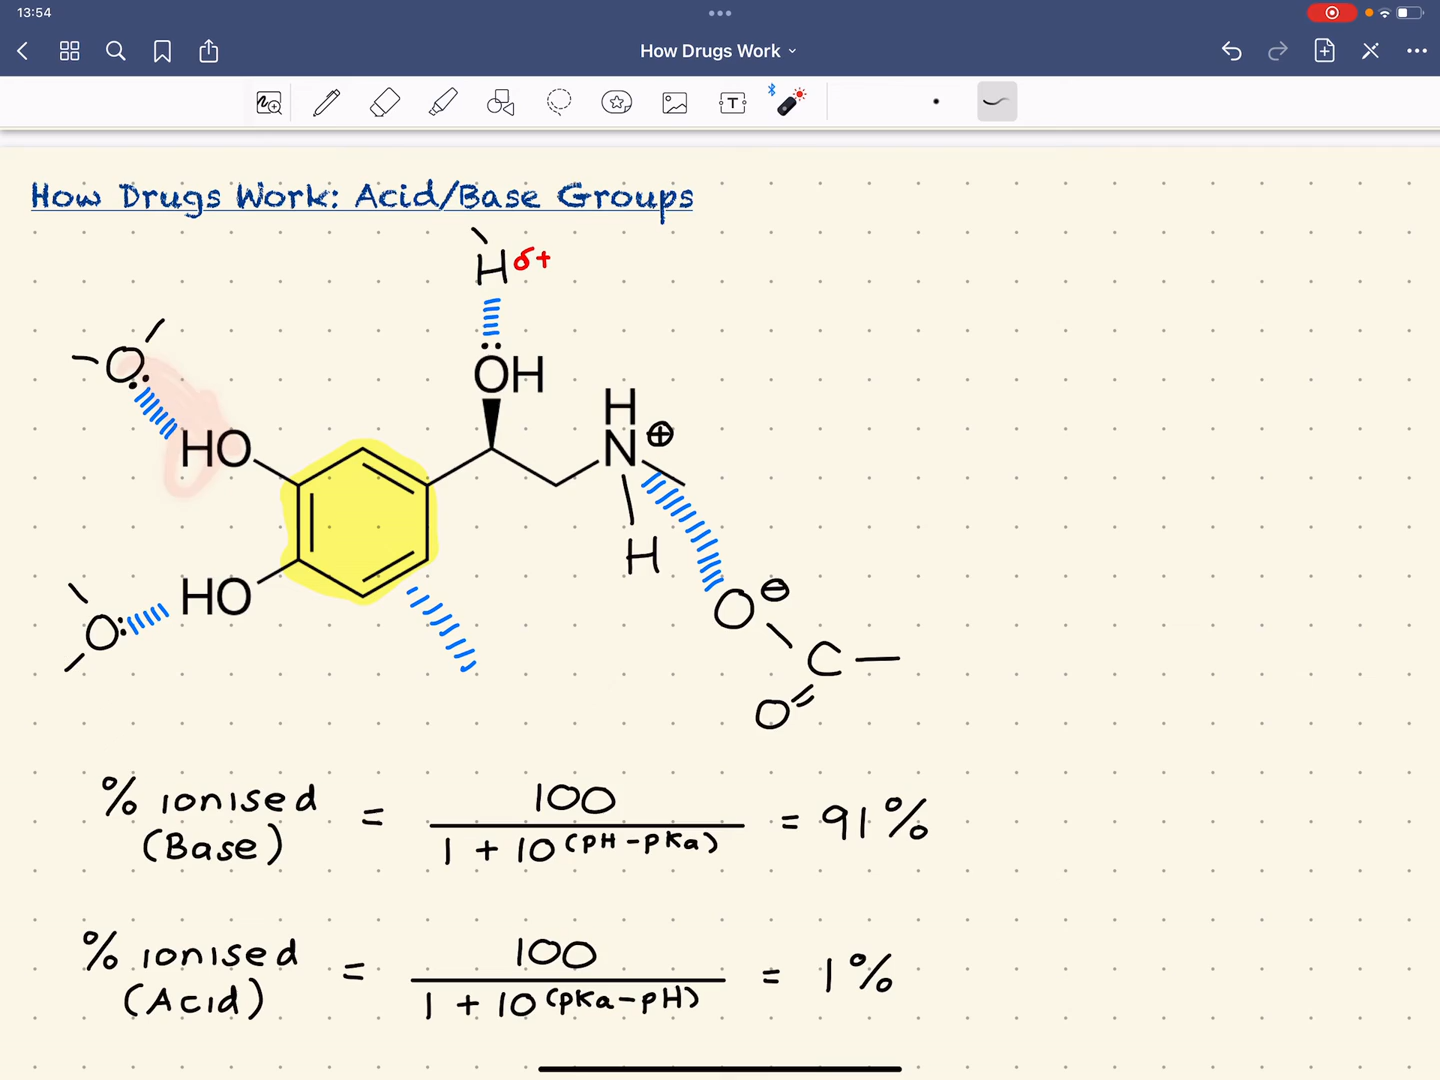 13:54
How Drugs Work
T
How Drugs Work: Acid/Base Groups
H δ+
O
OH
H
HO
N ⊕
H
HO
O ⊖
O
C
O
% ionised (Base) = 100 / 1 + 10 (pH - pKa) = 91%
% ionised (Acid) = 100 / 1 + 10 (pKa - pH) = 1%